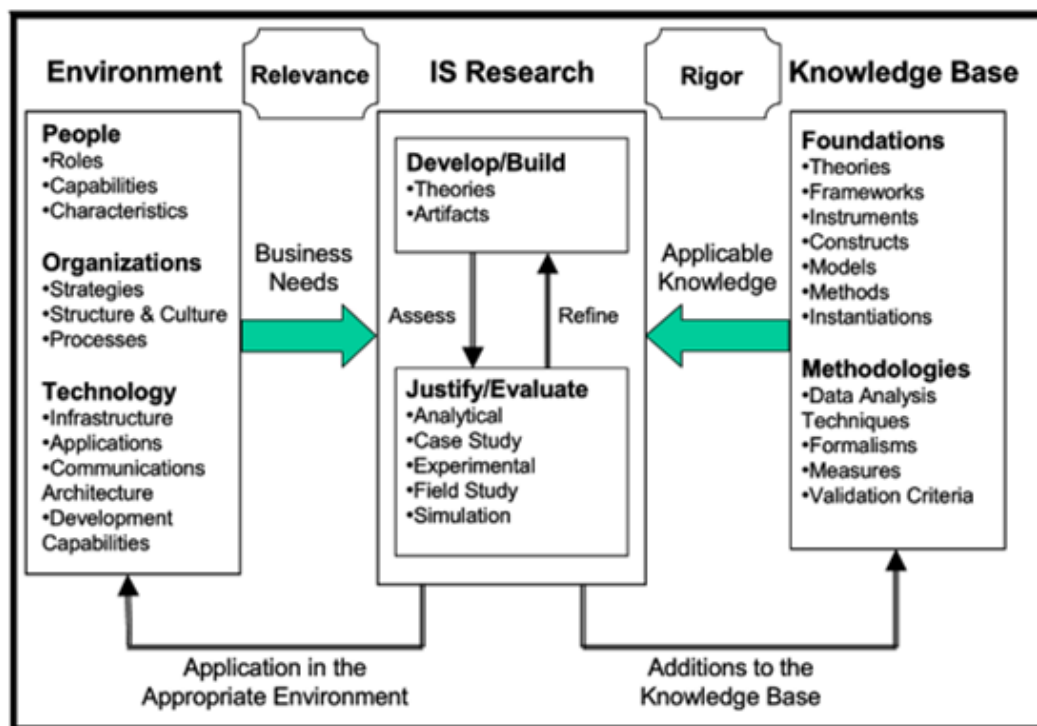 Environment
Relevance
IS Research
Rigor
Knowledge Base
People
•Roles
•Capabilities
•Characteristics
Organizations
•Strategies
•Structure & Culture
•Processes
Technology
•Infrastructure
•Applications
•Communications
Architecture
•Development
Capabilities
Business
Needs
Develop/Build
•Theories
•Artifacts
Assess
Refine
Justify/Evaluate
•Analytical
•Case Study
•Experimental
•Field Study
•Simulation
Applicable
Knowledge
Foundations
•Theories
•Frameworks
•Instruments
•Constructs
•Models
•Methods
•Instantiations
Methodologies
•Data Analysis
Techniques
•Formalisms
•Measures
•Validation Criteria
Application in the
Appropriate Environment
Additions to the
Knowledge Base